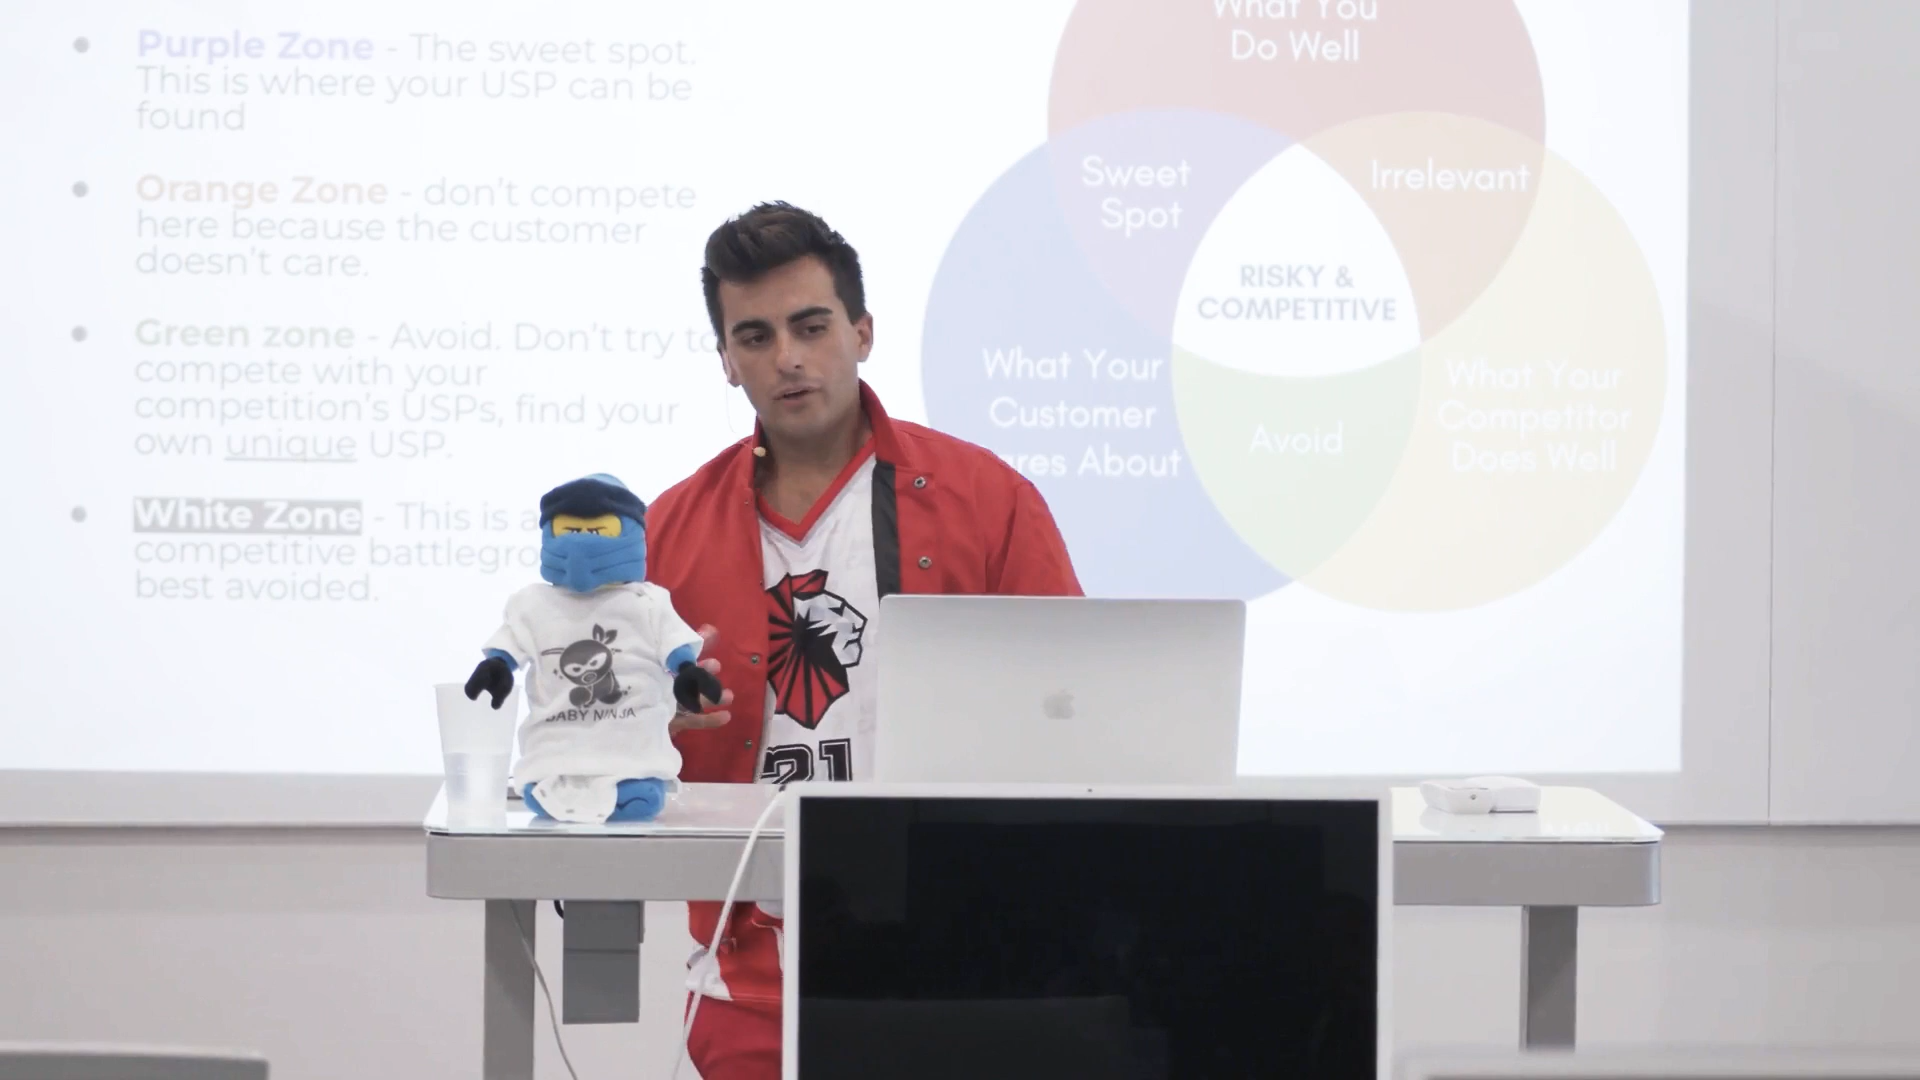 Purple Zone - The sweet spot.
This is where your USP can be
found
Orange Zone - don't compete
here because the customer
doesn't care.
Green zone - Avoid. Don't try to
compete with your
competition's USPs, find your
own unique USP.
White Zone - This is a
competitive
best avoided.
What You
Do Well
Sweet
Spot
Irrelevant
RISKY &
COMPETITIVE
What Your
Customer
About
Avoid
What Your
Competitor
Does Well
BABY NINJA
21